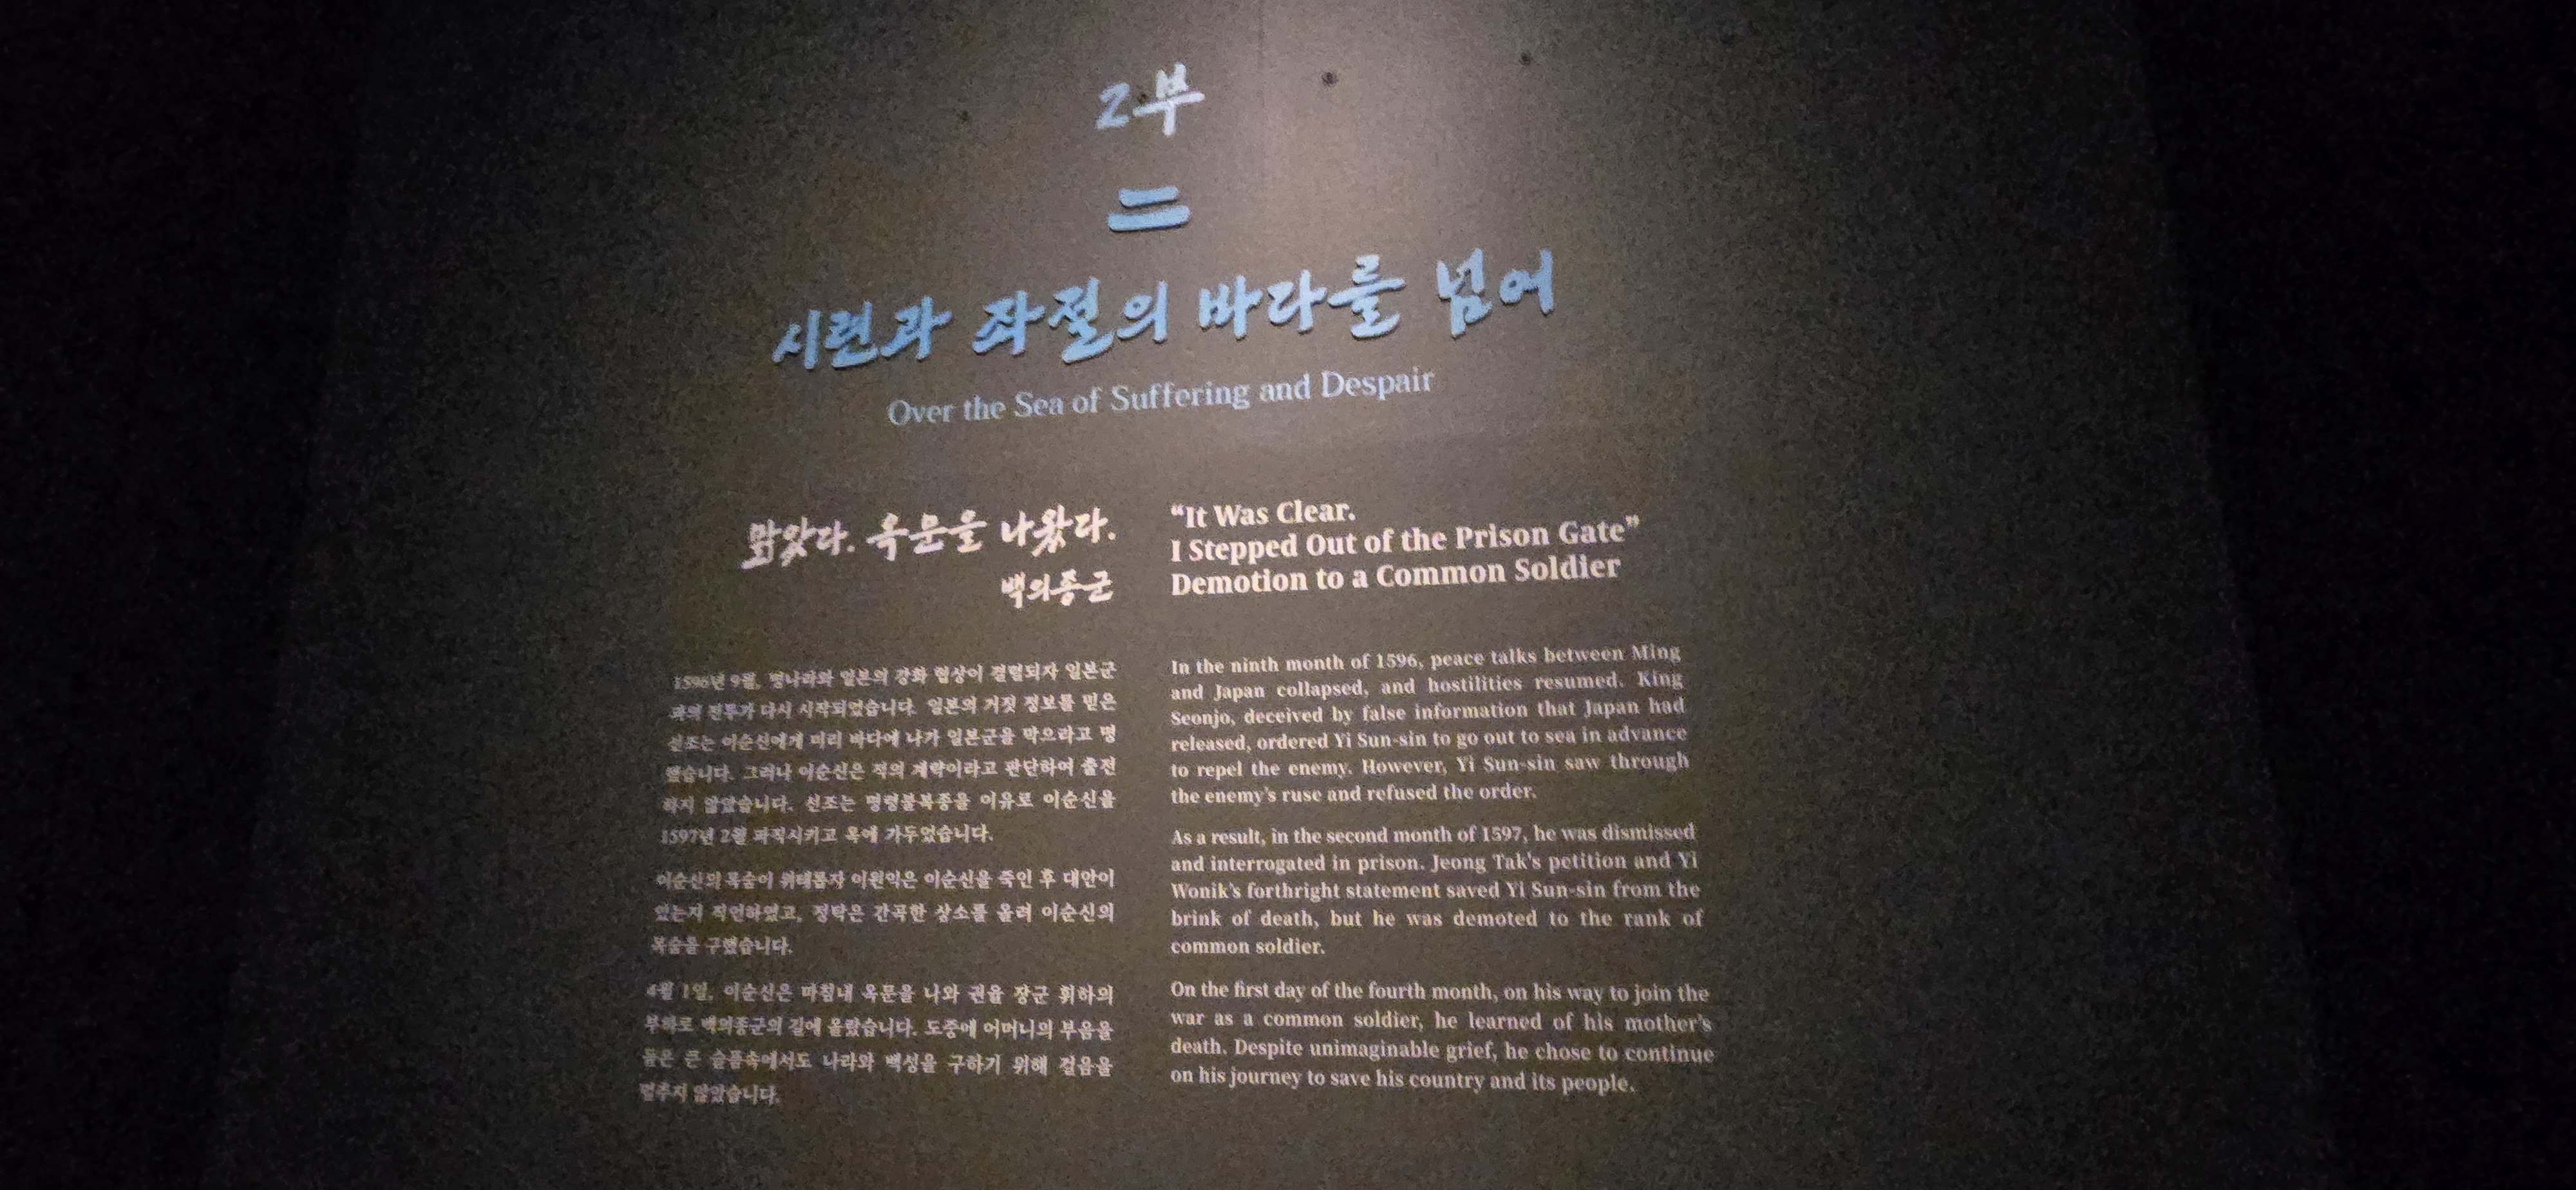 2부
二
시련과 좌절의 바다를 넘어
Over the Sea of Suffering and Despair
맑았다. 옥문을 나왔다.
백의종군
1596년 9월, 명나라와 일본의 강화 협상이 결렬되자 일본군
과의 전투가 다시 시작되었습니다. 일본의 거짓 정보를 믿은
선조는 이순신에게 미리 바다에 나가 일본군을 막으라고 명
했습니다. 그러나 이순신은 적의 계략이라고 판단하여 출전
하지 않았습니다. 선조는 명령불복종을 이유로 이순신을
1597년 2월 파직시키고 옥에 가두었습니다.
이순신의 목숨이 위태롭자 이원익은 이순신을 죽인 후 대안이
있는지 직언하였고, 정탁은 간곡한 상소를 올려 이순신의
목숨을 구했습니다.
4월 1일, 이순신은 마침내 옥문을 나와 권율 장군 휘하의
부하로 백의종군의 길에 올랐습니다. 도중에 어머니의 부음을
들은 큰 슬픔속에서도 나라와 백성을 구하기 위해 걸음을
멈추지 않았습니다.
“It Was Clear.
I Stepped Out of the Prison Gate”
Demotion to a Common Soldier
In the ninth month of 1596, peace talks between Ming
and Japan collapsed, and hostilities resumed. King
Seonjo, deceived by false information that Japan had
released, ordered Yi Sun-sin to go out to sea in advance
to repel the enemy. However, Yi Sun-sin saw through
the enemy’s ruse and refused the order.
As a result, in the second month of 1597, he was dismissed
and interrogated in prison. Jeong Tak's petition and Yi
Wonik’s forthright statement saved Yi Sun-sin from the
brink of death, but he was demoted to the rank of
common soldier.
On the first day of the fourth month, on his way to join the
war as a common soldier, he learned of his mother’s
death. Despite unimaginable grief, he chose to continue
on his journey to save his country and its people.